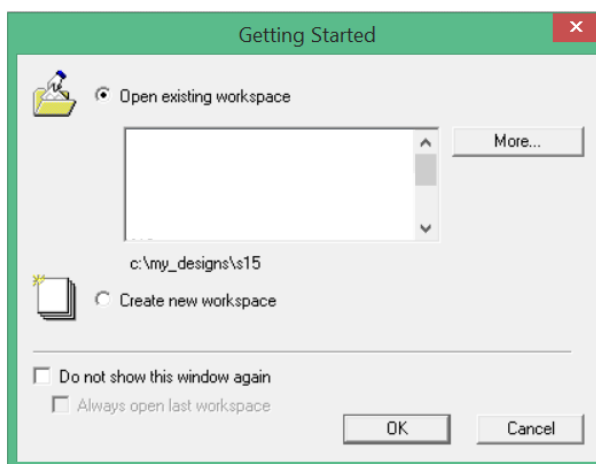 Getting Started
Open existing workspace
More...
c:\my_designs\s15
Create new workspace
Do not show this window again
Always open last workspace
OK
Cancel